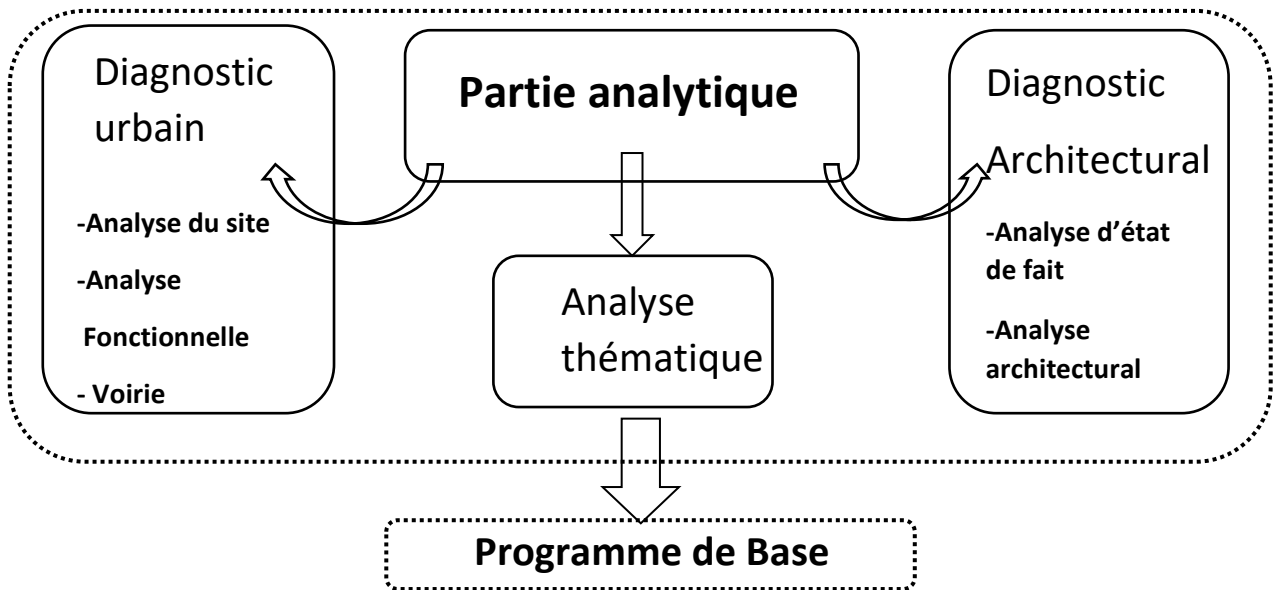 Diagnostic
urbain
-Analyse du site
-Analyse
Fonctionnelle
- Voirie
Partie analytique
Analyse
thématique
Diagnostic
Architectural
-Analyse d’état
de fait
-Analyse
architectural
Programme de Base